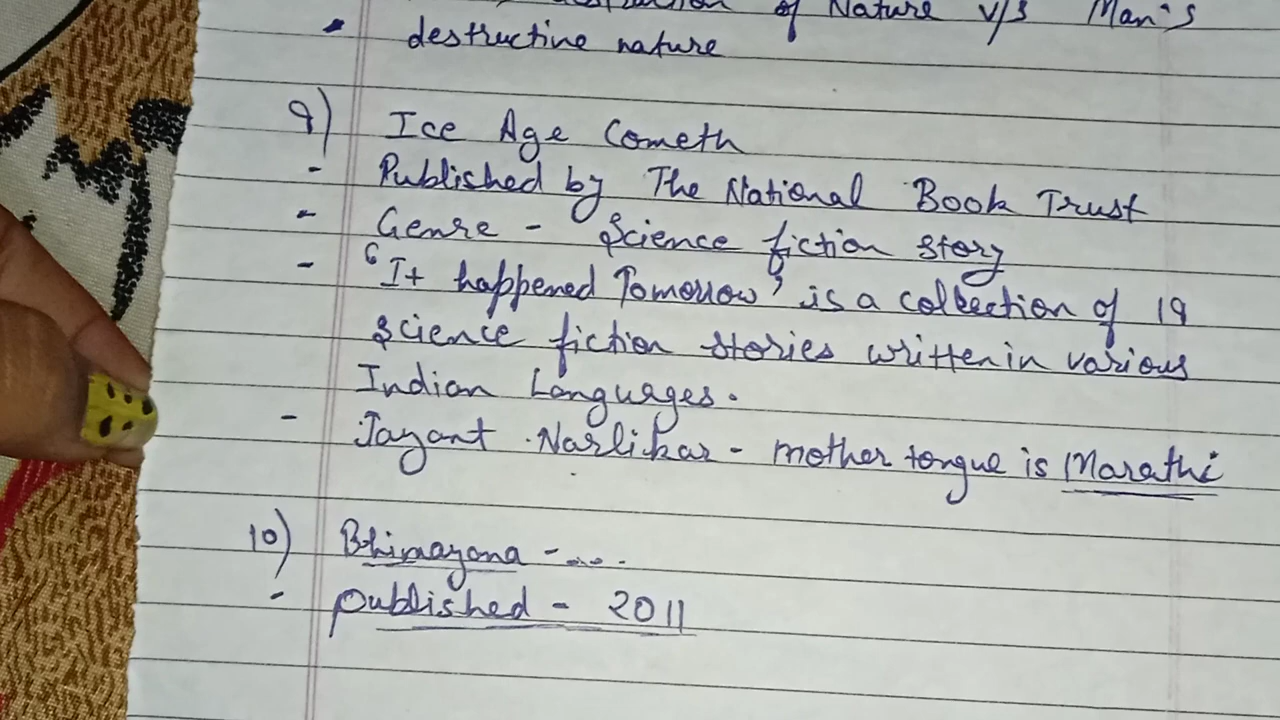 of Nature v/s Man's
destructive nature
9) Ice Age Cometh
- Published by The National Book Trust
- Genre - Science fiction story
- 'It happened Tomorrow' is a collection of 19
science fiction stories written in various
Indian Languages.
- Jayant Narlikar - mother tongue is Marathi
10) Bhimayana - ....
- published - 2011